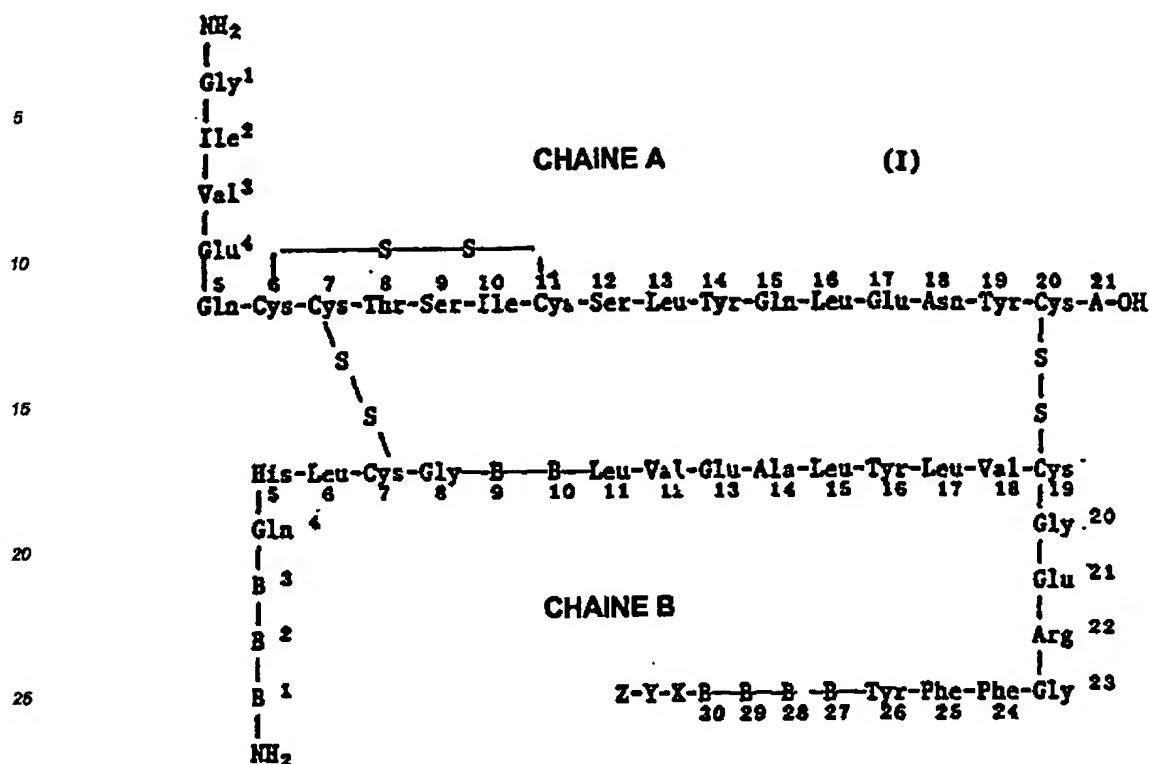 NH₂
Gly¹
5
Ile²
CHAINE A (I)
Val³
Glu⁴ S S
10
5 6 7 8 9 10 11 12 13 14 15 16 17 18 19 20 21
Gln-Cys-Cys-Thr-Ser-Ile-Cys-Ser-Leu-Tyr-Gln-Leu-Glu-Asn-Tyr-Cys-A-OH
S S
15
S S
His-Leu-Cys-Gly-B-B-Leu-Val-Glu-Ala-Leu-Tyr-Leu-Val-Cys
5 6 7 8 9 10 11 12 13 14 15 16 17 18 19
Gln 4 Gly 20
20
B 3 Glu 21
CHAINE B
B 2 Arg 22
25
B 1 Z-Y-X-B-B-B-B-Tyr-Phe-Phe-Gly 23
30 29 28 27 26 25 24
NH₂